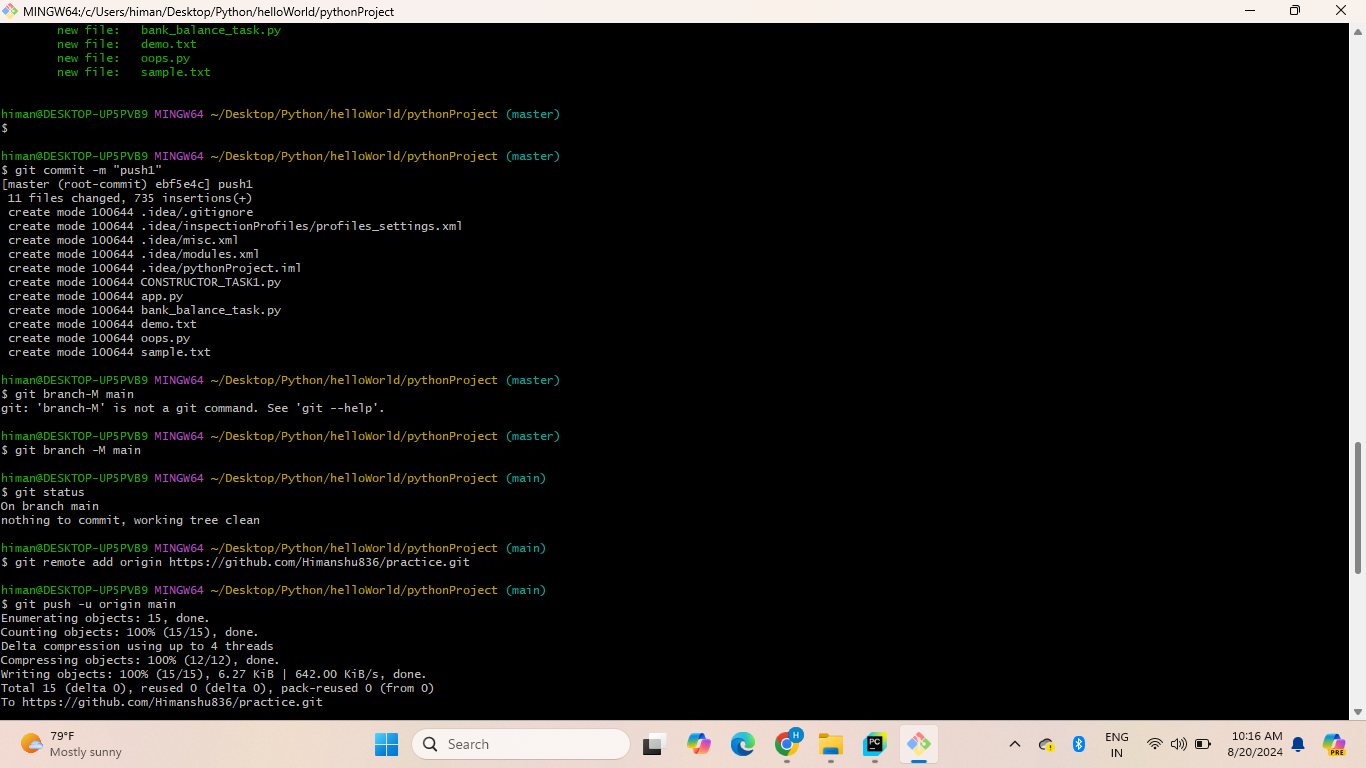 MINGW64:/c/Users/himan/Desktop/Python/helloWorld/pythonProject
new file:   bank_balance_task.py
new file:   demo.txt
new file:   oops.py
new file:   sample.txt
himan@DESKTOP-UP5PVB9 MINGW64 ~/Desktop/Python/helloWorld/pythonProject (master)
$
himan@DESKTOP-UP5PVB9 MINGW64 ~/Desktop/Python/helloWorld/pythonProject (master)
$ git commit -m "push1"
[master (root-commit) ebf5e4c] push1
 11 files changed, 735 insertions(+)
 create mode 100644 .idea/.gitignore
 create mode 100644 .idea/inspectionProfiles/profiles_settings.xml
 create mode 100644 .idea/misc.xml
 create mode 100644 .idea/modules.xml
 create mode 100644 .idea/pythonProject.iml
 create mode 100644 CONSTRUCTOR_TASK1.py
 create mode 100644 app.py
 create mode 100644 bank_balance_task.py
 create mode 100644 demo.txt
 create mode 100644 oops.py
 create mode 100644 sample.txt
himan@DESKTOP-UP5PVB9 MINGW64 ~/Desktop/Python/helloWorld/pythonProject (master)
$ git branch-M main
git: 'branch-M' is not a git command. See 'git --help'.
himan@DESKTOP-UP5PVB9 MINGW64 ~/Desktop/Python/helloWorld/pythonProject (master)
$ git branch -M main
himan@DESKTOP-UP5PVB9 MINGW64 ~/Desktop/Python/helloWorld/pythonProject (main)
$ git status
On branch main
nothing to commit, working tree clean
himan@DESKTOP-UP5PVB9 MINGW64 ~/Desktop/Python/helloWorld/pythonProject (main)
$ git remote add origin https://github.com/Himanshu836/practice.git
himan@DESKTOP-UP5PVB9 MINGW64 ~/Desktop/Python/helloWorld/pythonProject (main)
$ git push -u origin main
Enumerating objects: 15, done.
Counting objects: 100% (15/15), done.
Delta compression using up to 4 threads
Compressing objects: 100% (12/12), done.
Writing objects: 100% (15/15), 6.27 KiB | 642.00 KiB/s, done.
Total 15 (delta 0), reused 0 (delta 0), pack-reused 0 (from 0)
To https://github.com/Himanshu836/practice.git
79°F
Mostly sunny
Search
H
PC
ENG
IN
10:16 AM
8/20/2024
PRE